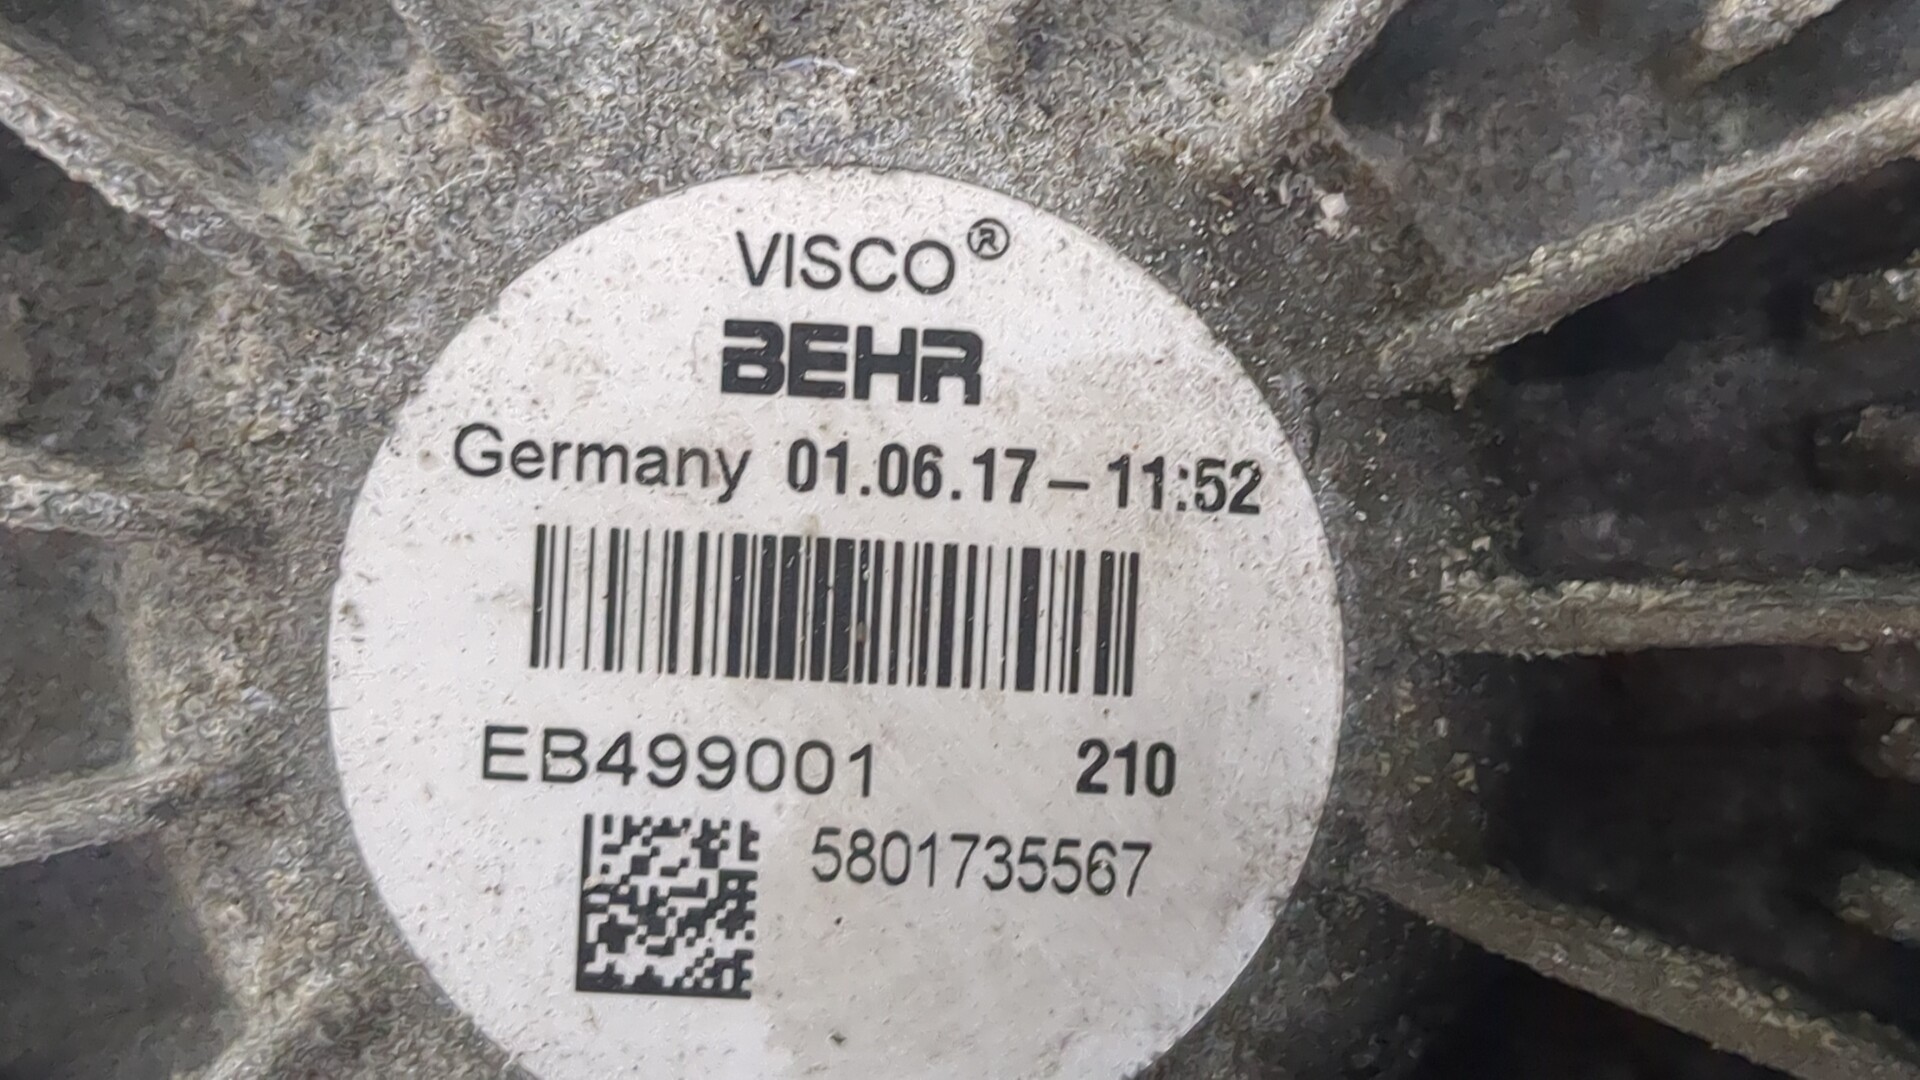 VISCO®
BEHR
Germany 01.06.17 – 11:52
EB499001 210
5801735567